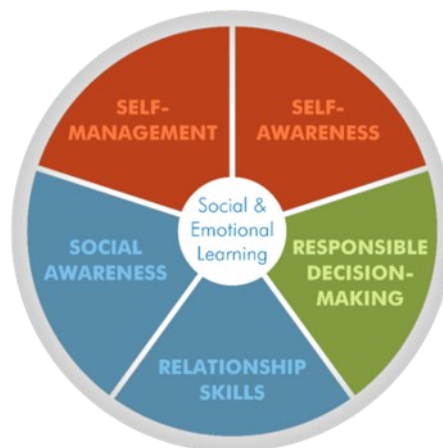 SELF-
MANAGEMENT
SELF-
AWARENESS
SOCIAL
AWARENESS
Social &
Emotional
Learning
RESPONSIBLE
DECISION-
MAKING
RELATIONSHIP
SKILLS